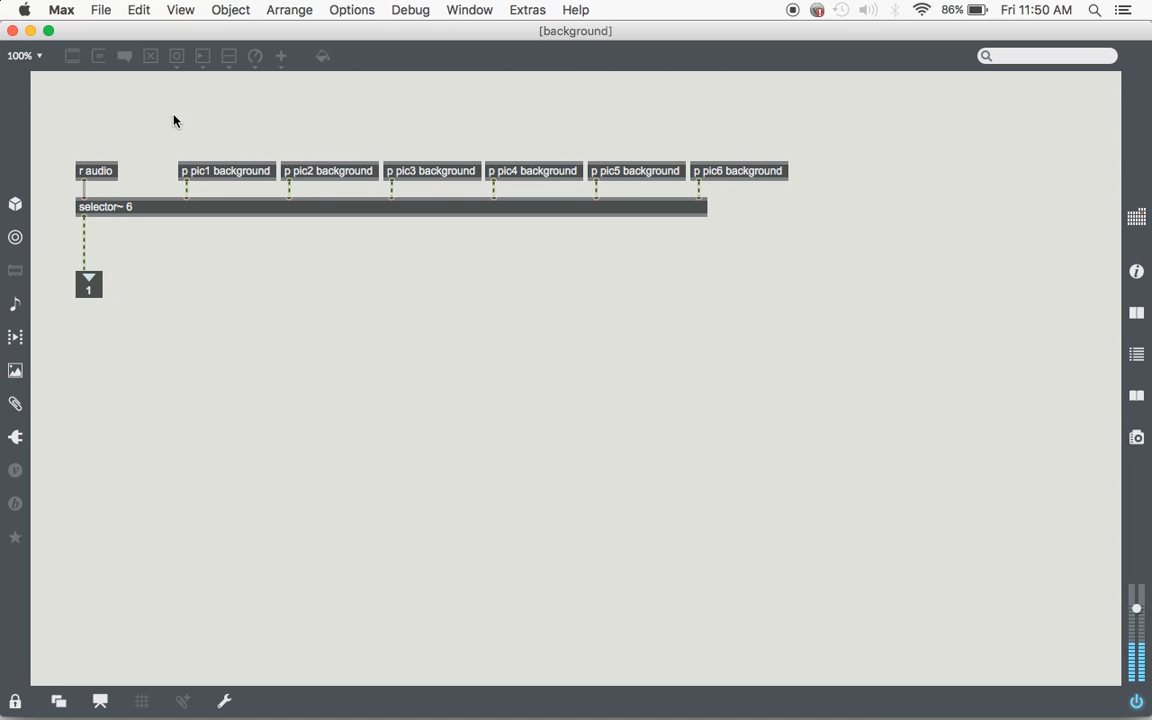 Max File Edit View Object Arrange Options Debug Window Extras Help 86% Fri 11:50 AM
[background]
100%
r audio p pic1 background p pic2 background p pic3 background p pic4 background p pic5 background p pic6 background
selector~ 6
1